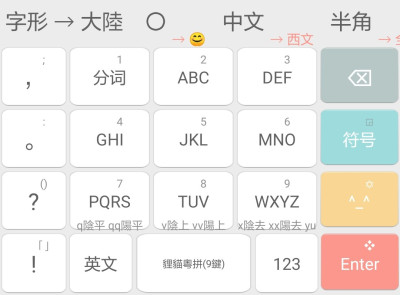 字形 → 大陸 〇 中文 半角
→ 😊 → 西文 → 全
; 1 2 3
， 分词 ABC DEF
: 4 5 6
。 GHI JKL MNO 符号
() 7 8 9
? PQRS TUV WXYZ ^_^
q陰平 qq陽平 v陰上 vv陽上 x陰去 xx陽去 yu
「」
! 英文 貍貓粵拼(9鍵) 123 Enter